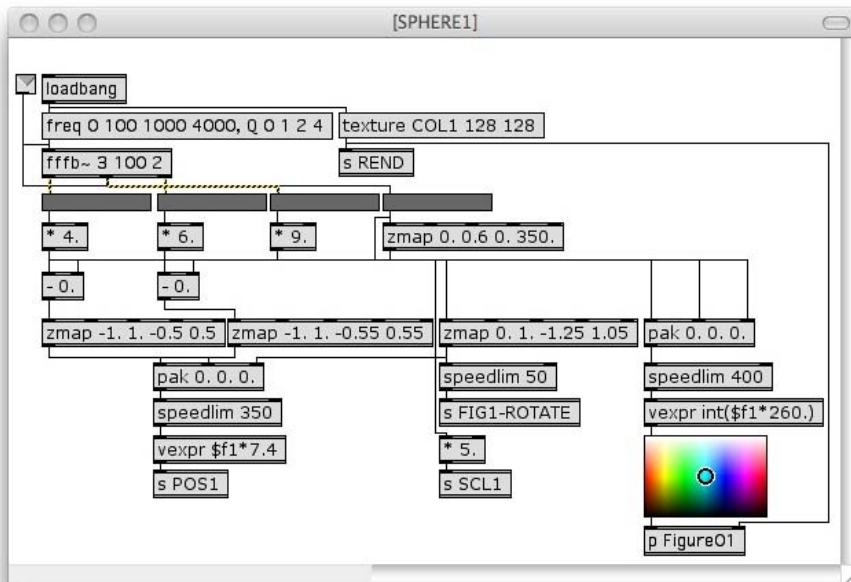 [SPHERE1]
loadbang
freq 0 100 1000 4000, Q 0 1 2 4
texture COL1 128 128
fffb~ 3 100 2
s REND
* 4.
* 6.
* 9.
zmap 0. 0.6 0. 350.
- 0.
- 0.
zmap -1. 1. -0.5 0.5
zmap -1. 1. -0.55 0.55
zmap 0. 1. -1.25 1.05
pak 0. 0. 0.
pak 0. 0. 0.
speedlim 50
speedlim 400
speedlim 350
s FIG1-ROTATE
vexpr int($f1*260.)
vexpr $f1*7.4
* 5.
s POS1
s SCL1
p Figure01